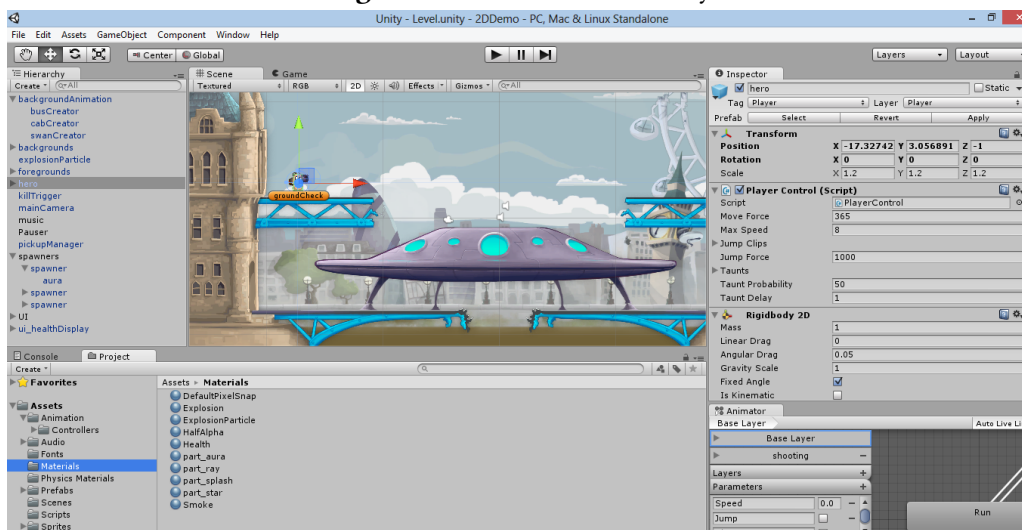 Unity - Level.unity - 2DDemo - PC, Mac & Linux Standalone
File Edit Assets GameObject Component Window Help
Center Global Layers Layout
Hierarchy
Create All
backgroundAnimation
busCreator
cabCreator
swanCreator
backgrounds
explosionParticle
foregrounds
hero
killTrigger
mainCamera
music
Pauser
pickupManager
spawners
spawner
aura
spawner
spawner
UI
ui_healthDisplay
Scene Game
Textured RGB 2D Effects Gizmos All
groundCheck
Inspector
hero Static
Tag Player Layer Player
Prefab Select Revert Apply
Transform
Position X -17.32742 Y 3.056891 Z -1
Rotation X 0 Y 0 Z 0
Scale X 1.2 Y 1.2 Z 1.2
Player Control (Script)
Script PlayerControl
Move Force 365
Max Speed 8
Jump Clips
Jump Force 1000
Taunts
Taunt Probability 50
Taunt Delay 1
Rigidbody 2D
Mass 1
Linear Drag 0
Angular Drag 0.05
Gravity Scale 1
Fixed Angle
Is Kinematic
Console Project
Create
Favorites
Assets
Animation
Controllers
Audio
Fonts
Materials
Physics Materials
Prefabs
Scenes
Scripts
Sprites
Assets Materials
DefaultPixelSnap
Explosion
ExplosionParticle
HalfAlpha
Health
part_aura
part_ray
part_splash
part_star
Smoke
Animator
Base Layer Auto Live
Base Layer
shooting
Layers
Parameters
Speed 0.0
Jump
Run